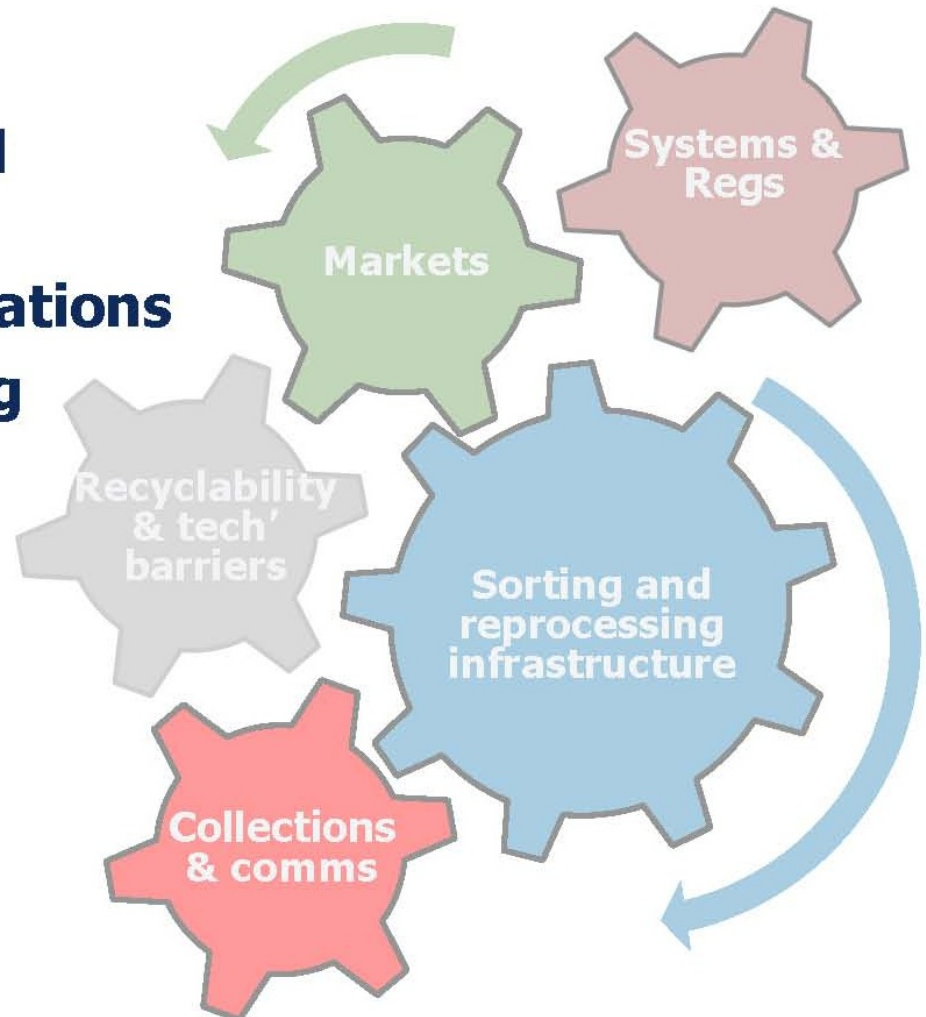 ations
g
Systems &
Regs
Markets
Recyclability
& tech’
barriers
Sorting and
reprocessing
infrastructure
Collections
& comms